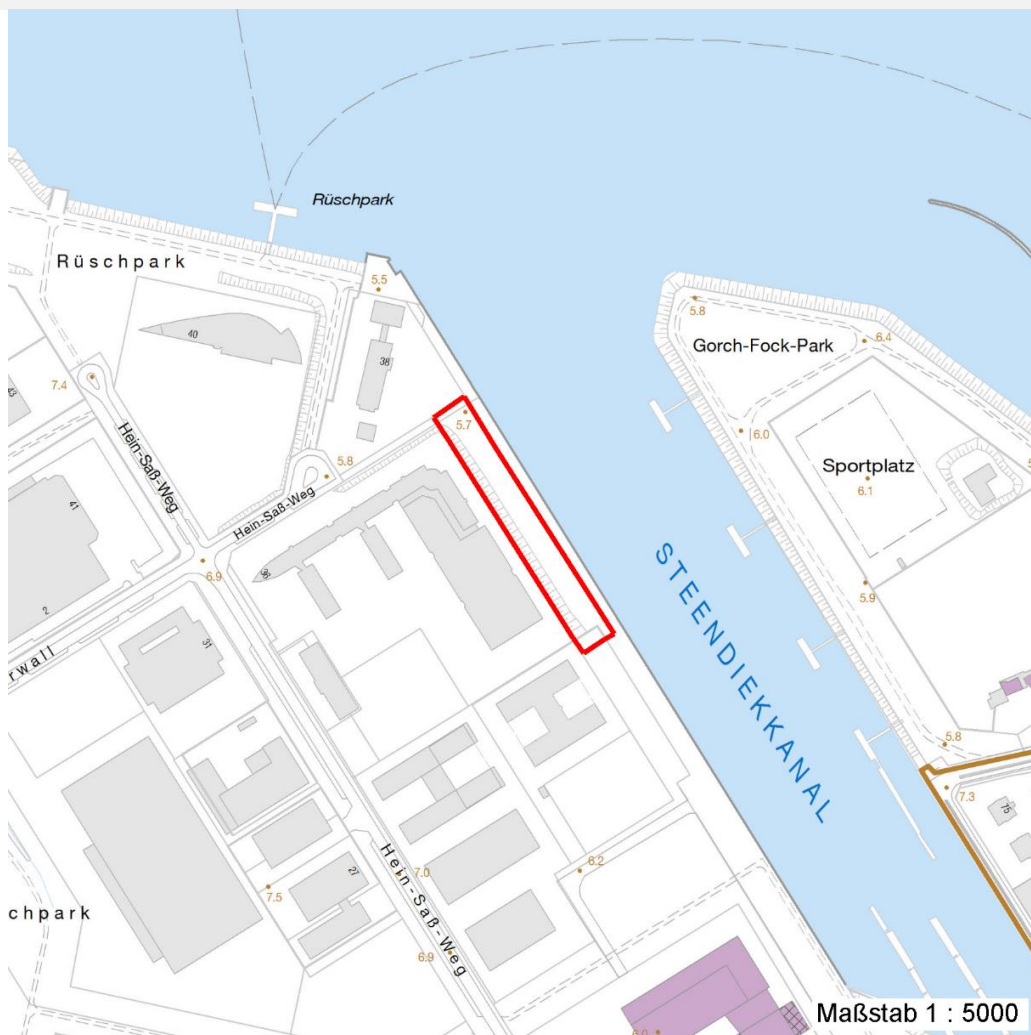 Rüschpark
Rüschpark
5.5
5.8
Gorch-Fock-Park
6.4
40
38
7.4
43
5.7
6.0
Hein-Saß-Weg
5.8
Sportplatz
6.1
Hein-Saß-Weg
41
6.9
36
5.9
2
31
rwall
STEENDIEKKANAL
5.8
7.3
75
6.2
7.0
27
7.5
Hein-Saß-Weg
chpark
6.9
Maßstab 1 : 5000